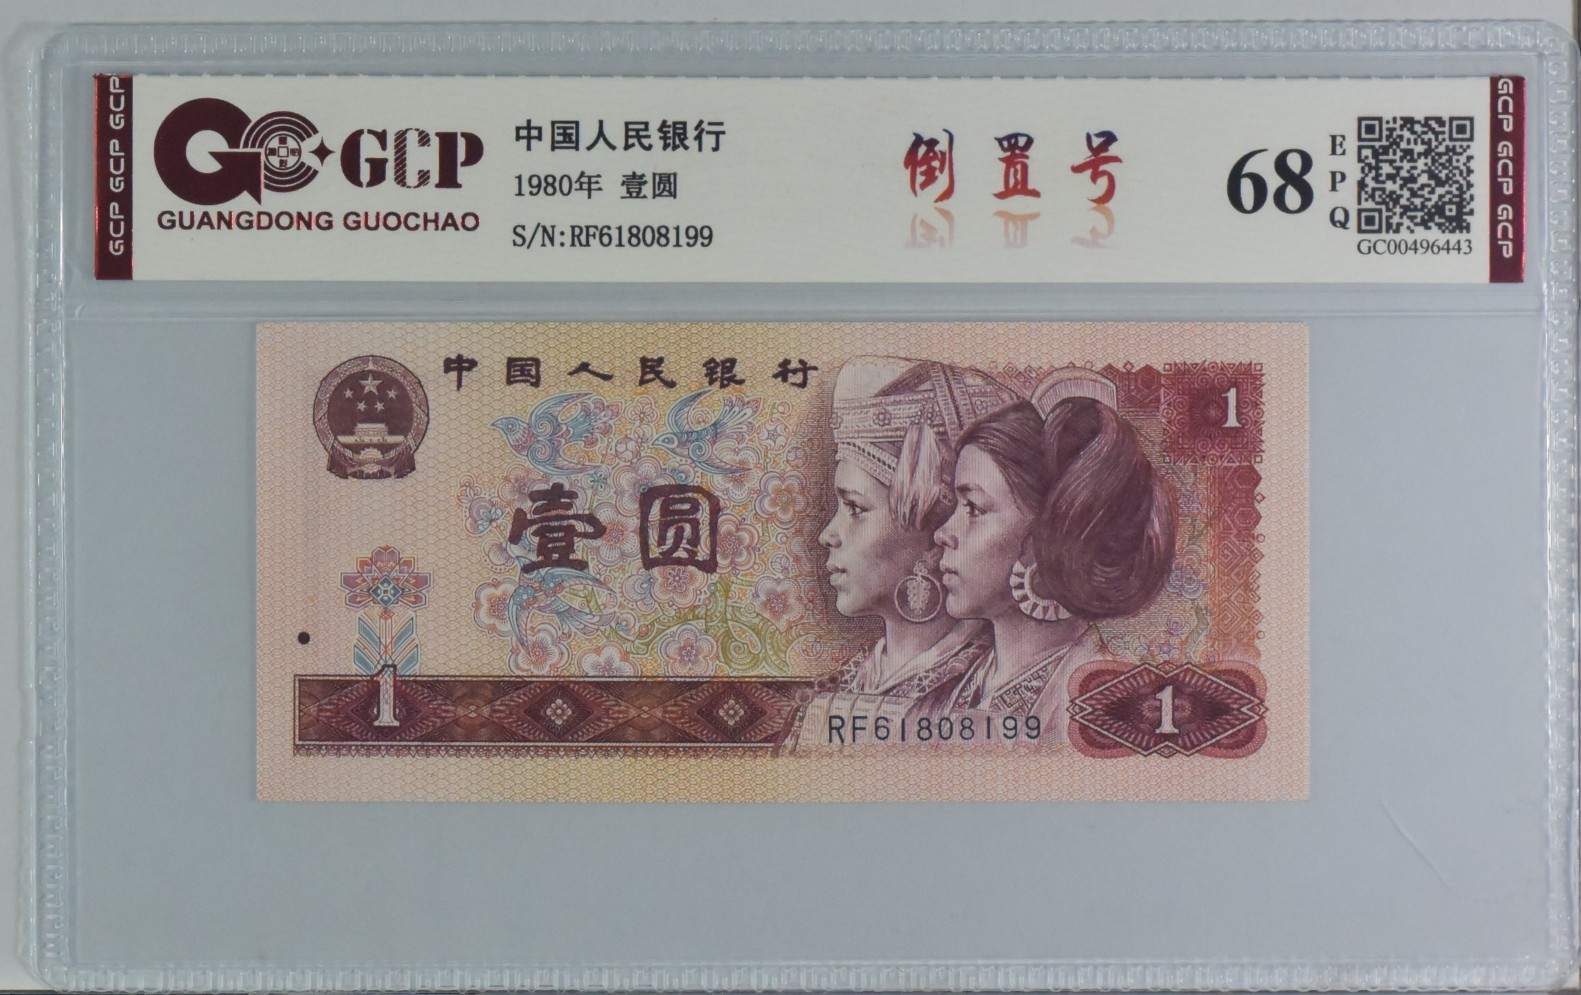 GCP GCP GCP
GCP
GUANGDONG GUOCHAO
中国人民银行
1980年 壹圆
S/N:RF61808199
倒置号
68
EPQ
GC00496443
GCP GCP GCP
中国人民银行
1
壹圆
1
RF61808199
1